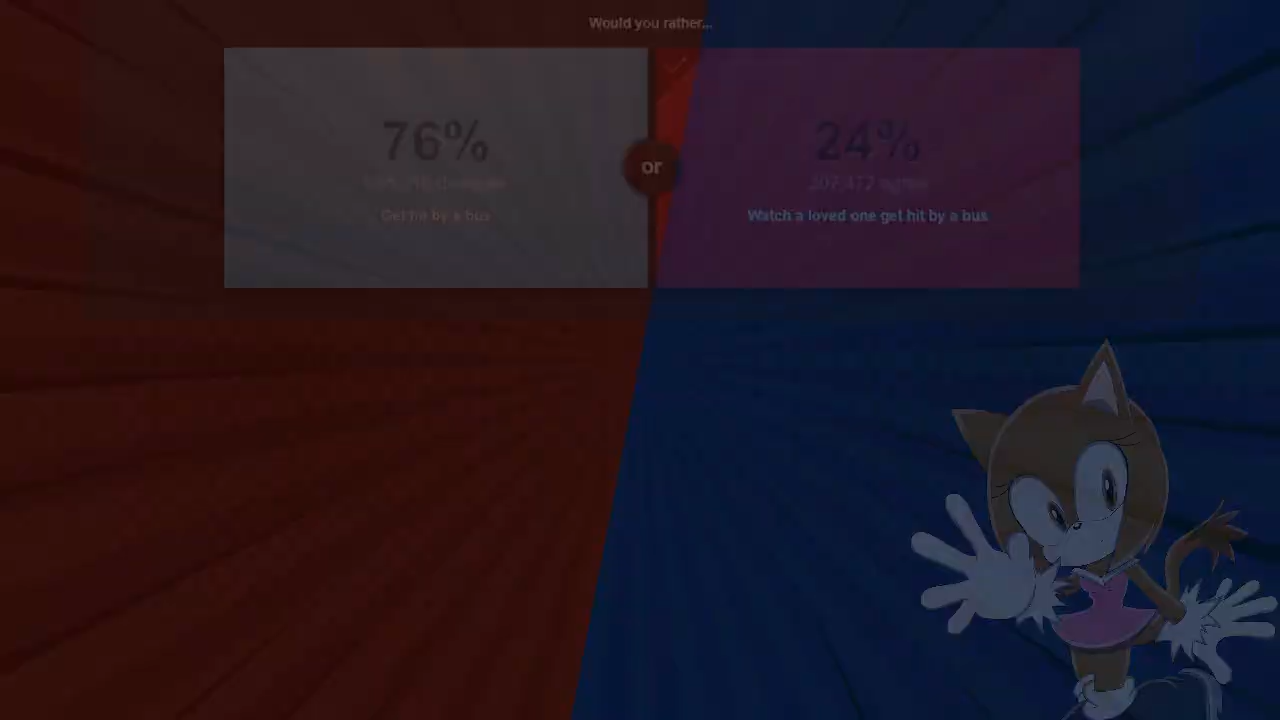 Would you rather...
76%
Get hit by a bus
or
24%
Watch a loved one get hit by a bus